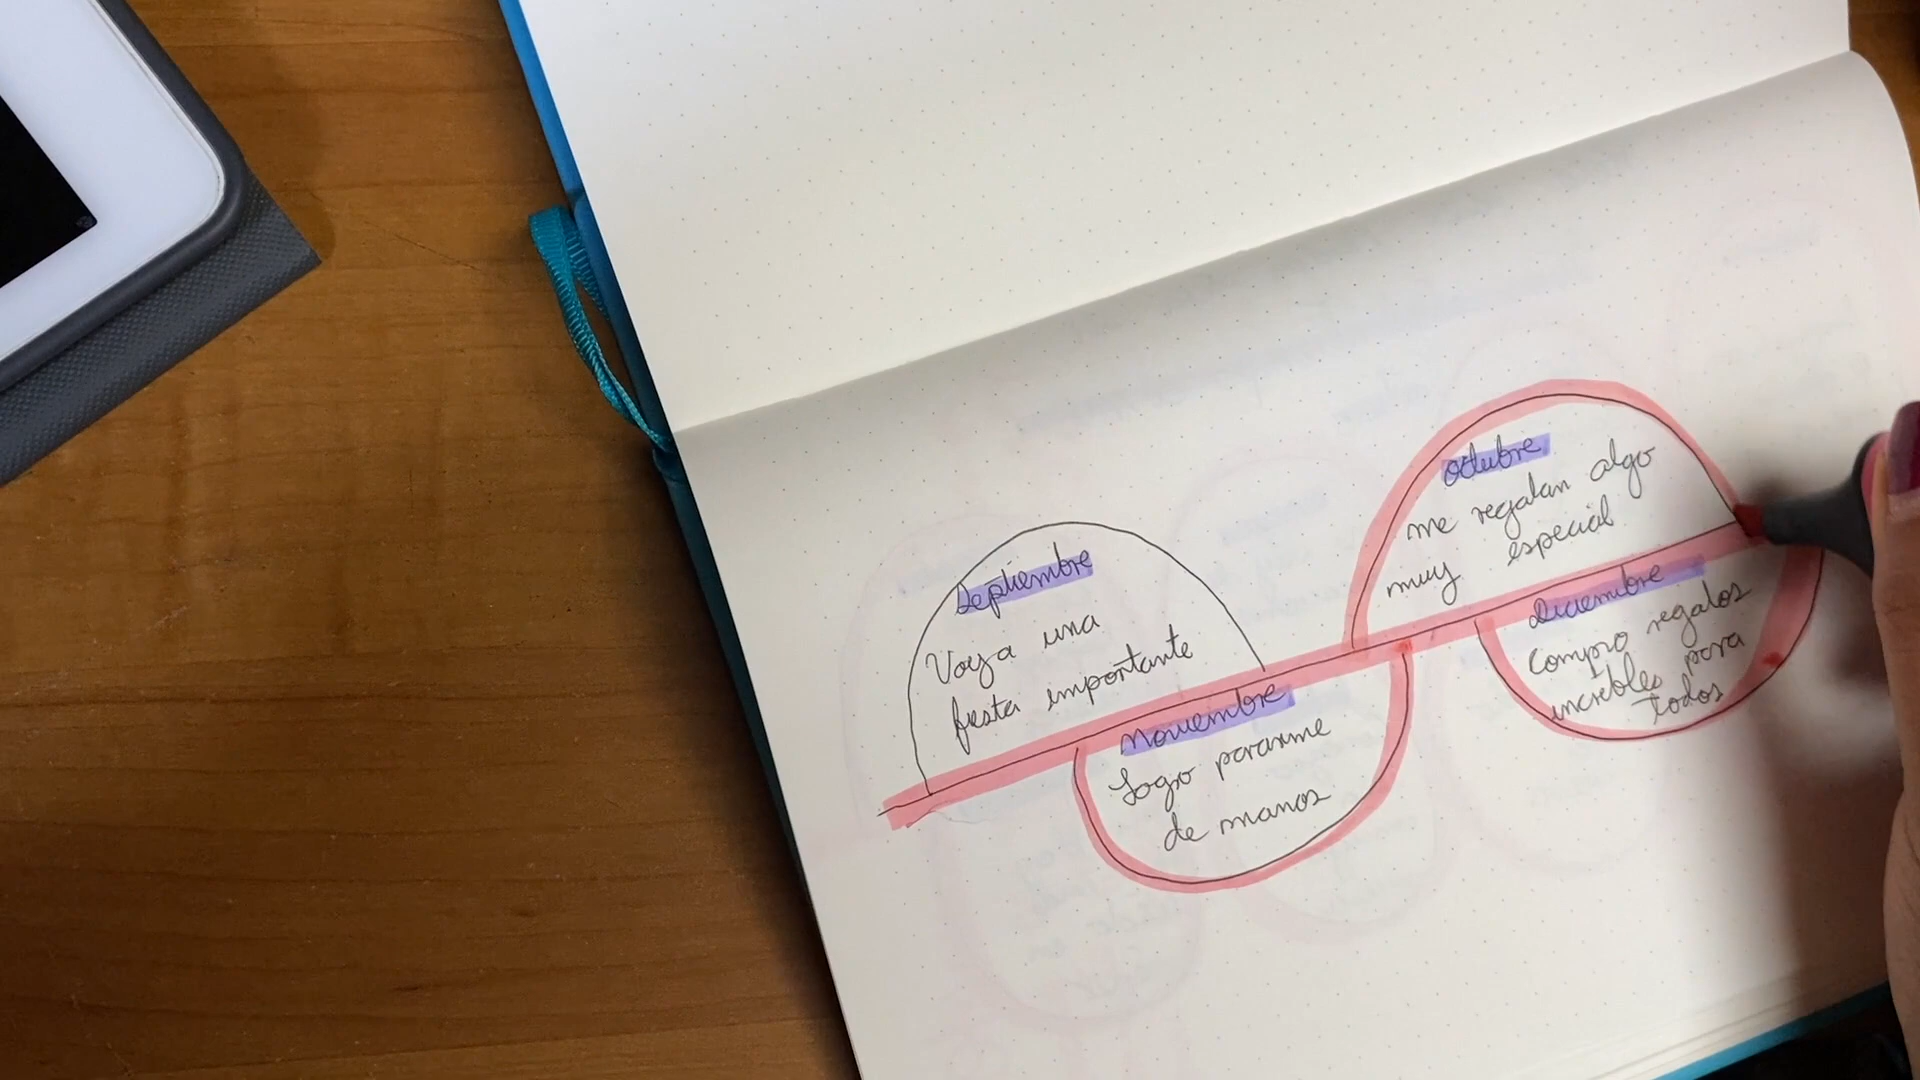 Septiembre
Voy a una
fiesta importante
Octubre
me regalan algo
muy especial
Noviembre
Logro pararme
de manos
Diciembre
Compro regalos
increíbles para
todos